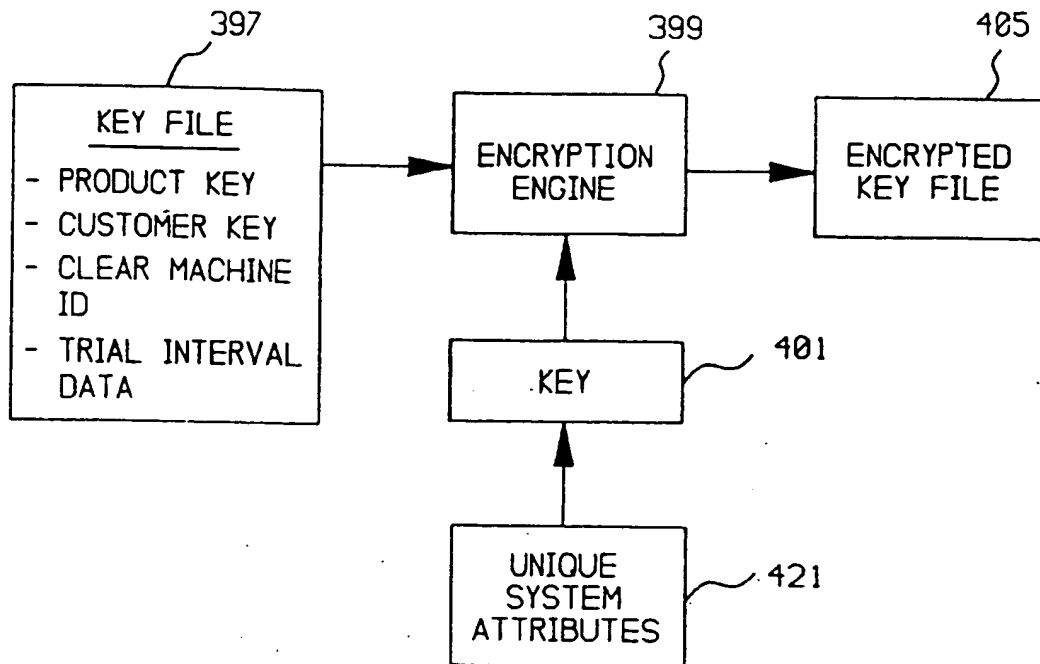 397
399
405
KEY FILE
- PRODUCT KEY
- CUSTOMER KEY
- CLEAR MACHINE
ID
- TRIAL INTERVAL
DATA
ENCRYPTION
ENGINE
ENCRYPTED
KEY FILE
KEY
401
UNIQUE
SYSTEM
ATTRIBUTES
421